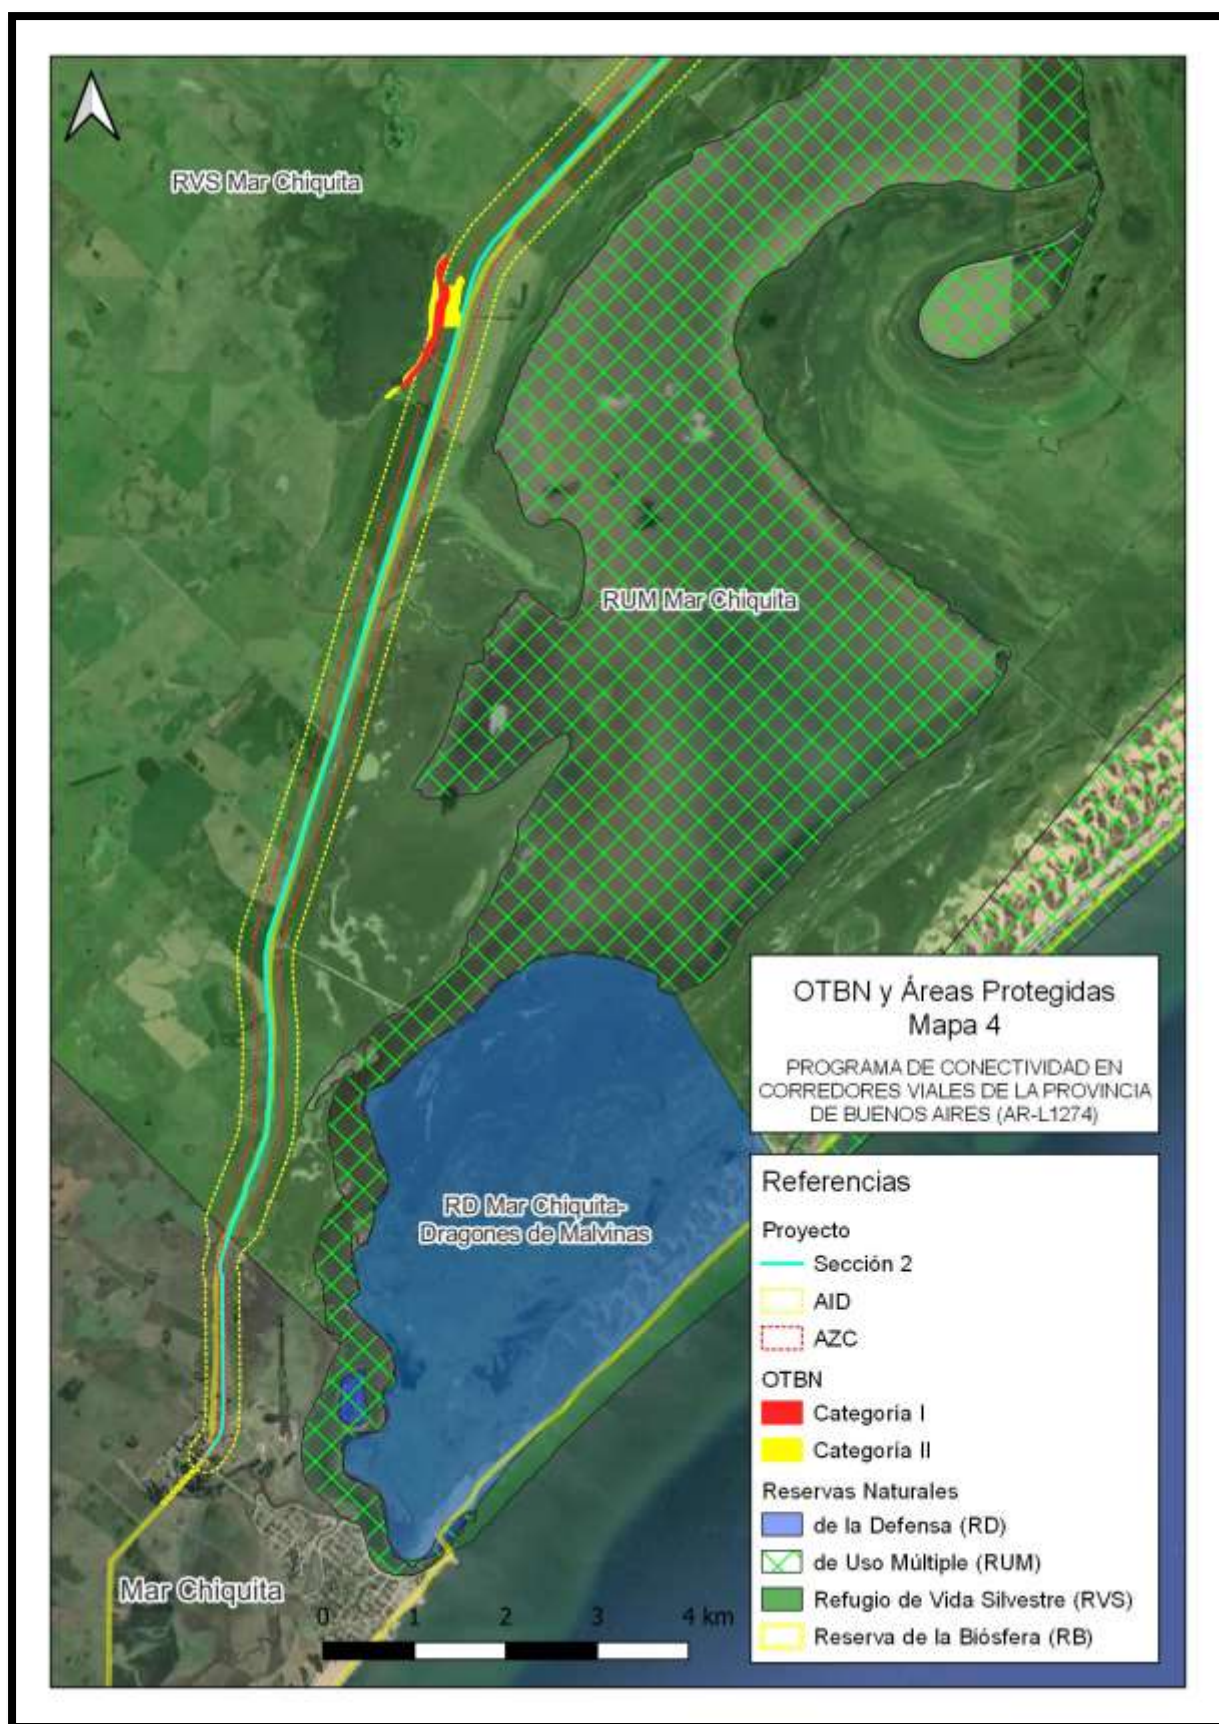 RVS Mar Chiquita
RUM Mar Chiquita
OTBN y Áreas Protegidas
Mapa 4
PROGRAMA DE CONECTIVIDAD EN
CORREDORES VIALES DE LA PROVINCIA
DE BUENOS AIRES (AR-L1274)
RD Mar Chiquita-
Dragones de Malvinas
Referencias
Proyecto
Sección 2
AID
AZC
OTBN
Categoría I
Categoría II
Reservas Naturales
de la Defensa (RD)
de Uso Múltiple (RUM)
Refugio de Vida Silvestre (RVS)
Reserva de la Biósfera (RB)
Mar Chiquita
0 1 2 3 4 km